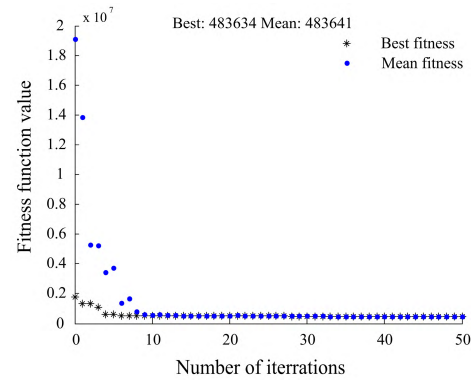 x 10^7
Best: 483634 Mean: 483641
Best fitness
Mean fitness
2
1.8
1.6
1.4
1.2
1
0.8
0.6
0.4
0.2
0
Fitness function value
0 10 20 30 40 50
Number of iterrations